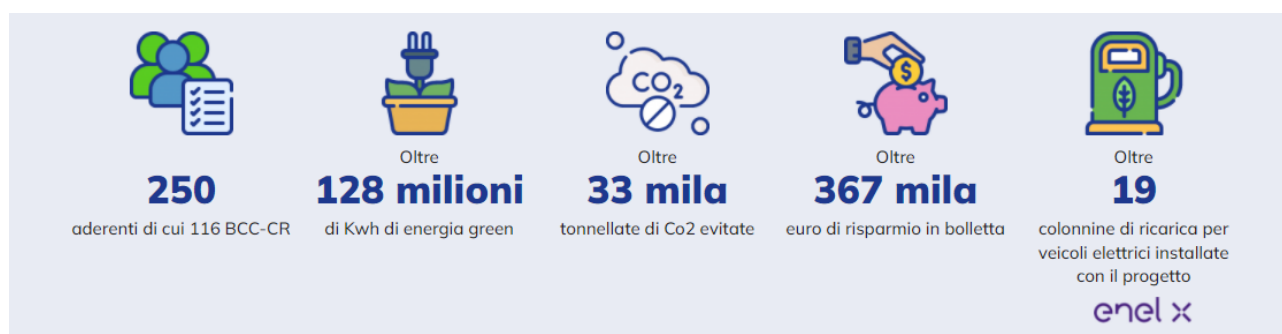 CO2
$
250
aderenti di cui 116 BCC-CR
Oltre
128 milioni
di Kwh di energia green
Oltre
33 mila
tonnellate di Co2 evitate
Oltre
367 mila
euro di risparmio in bolletta
Oltre
19
colonnine di ricarica per
veicoli elettrici installate
con il progetto
enel x